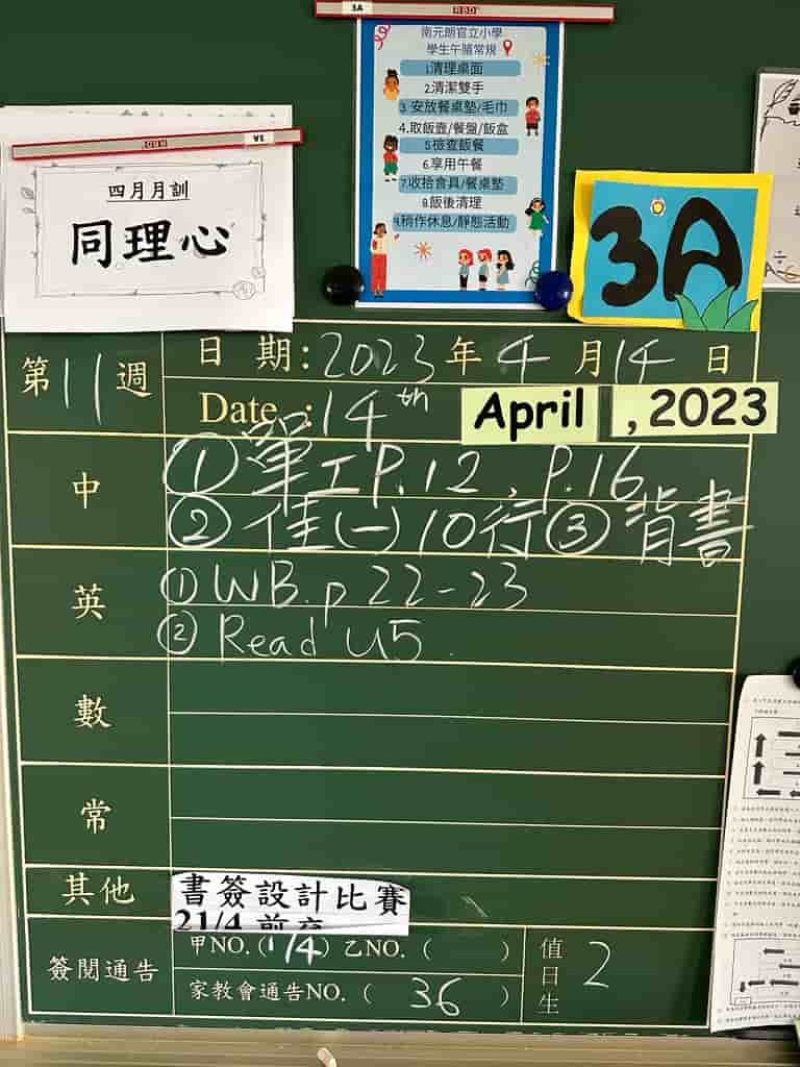 3A
南元朗官立小學
學生午膳常規
1.清理桌面
2.清潔雙手
3.安放餐桌墊/毛巾
4.取飯壺/餐盤/飯盒
5.檢查飯餐
6.享用午餐
7.收拾食具/餐桌墊
8.飯後清理
9.稍作休息/靜態活動
四月月訓
同理心
3A
第11週
日期:2023年4月14日
Date :14th April , 2023
中
①單工P.12, P.16
②佳(一)10行③背書
英
① WB. p 22-23
② Read U5.
數
常
其他
書簽設計比賽
21/4 前交
簽閱通告
甲NO.(174) 乙NO. ( )
家教會通告NO. ( 36 )
值日生 2